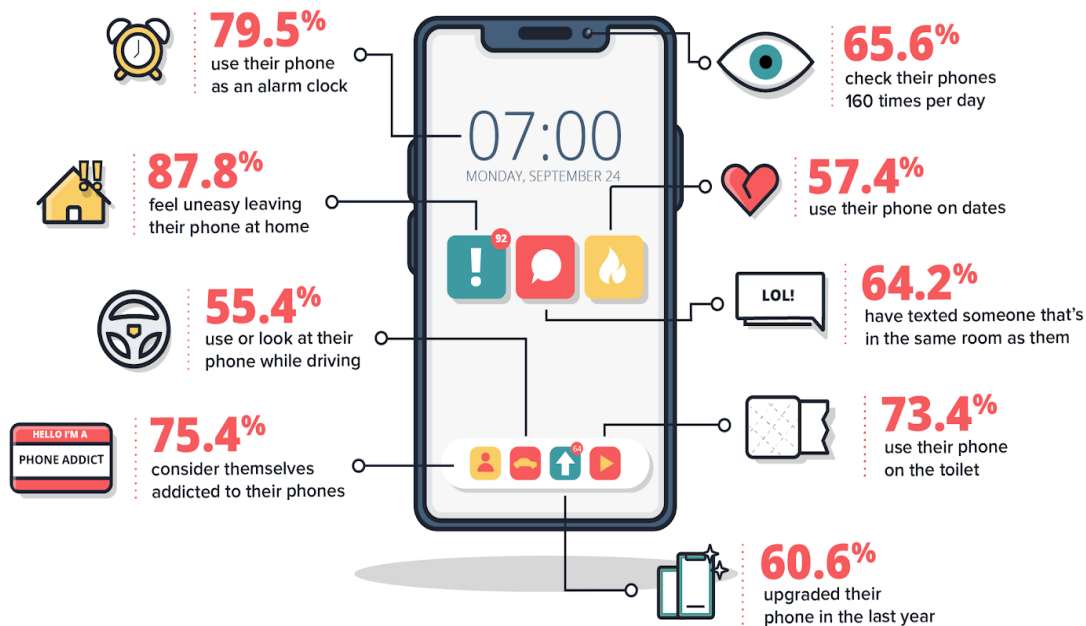 79.5%
use their phone
as an alarm clock
87.8%
feel uneasy leaving
their phone at home
55.4%
use or look at their
phone while driving
HELLO I'M A
PHONE ADDICT
75.4%
consider themselves
addicted to their phones
07:00
MONDAY, SEPTEMBER 24
!
92
64
65.6%
check their phones
160 times per day
57.4%
use their phone on dates
LOL!
64.2%
have texted someone that's
in the same room as them
73.4%
use their phone
on the toilet
60.6%
upgraded their
phone in the last year